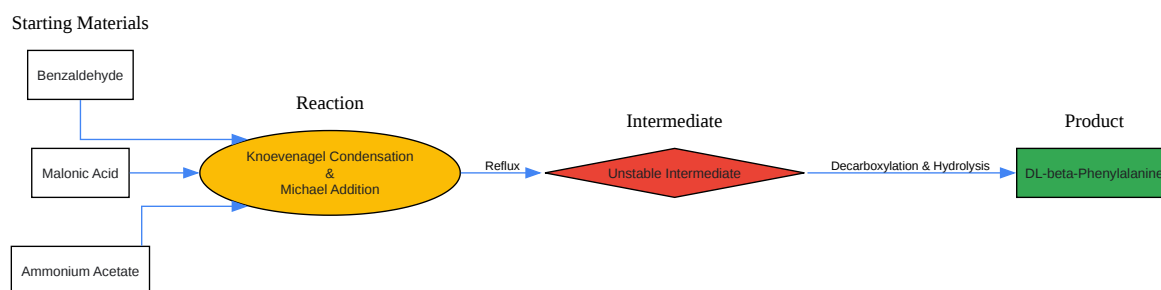 Starting Materials
Benzaldehyde
Malonic Acid
Ammonium Acetate
Reaction
Knoevenagel Condensation
&
Michael Addition
Reflux
Intermediate
Unstable Intermediate
Decarboxylation & Hydrolysis
Product
DL-beta-Phenylalanine